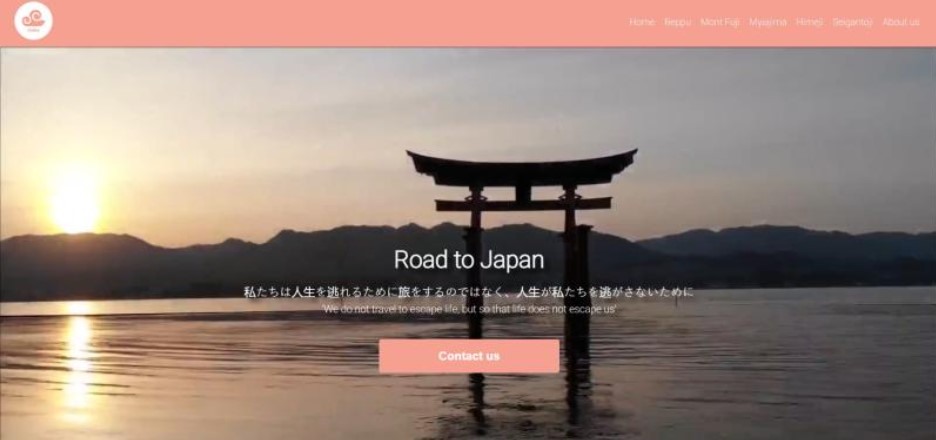 Home Beppu Mont Fuji Myiajima Himeji Seigantoji About us
Road to Japan
私たちは人生を逃れるために旅をするのではなく、人生が私たちを逃がさないために
'We do not travel to escape life, but so that life does not escape us'
Contact us